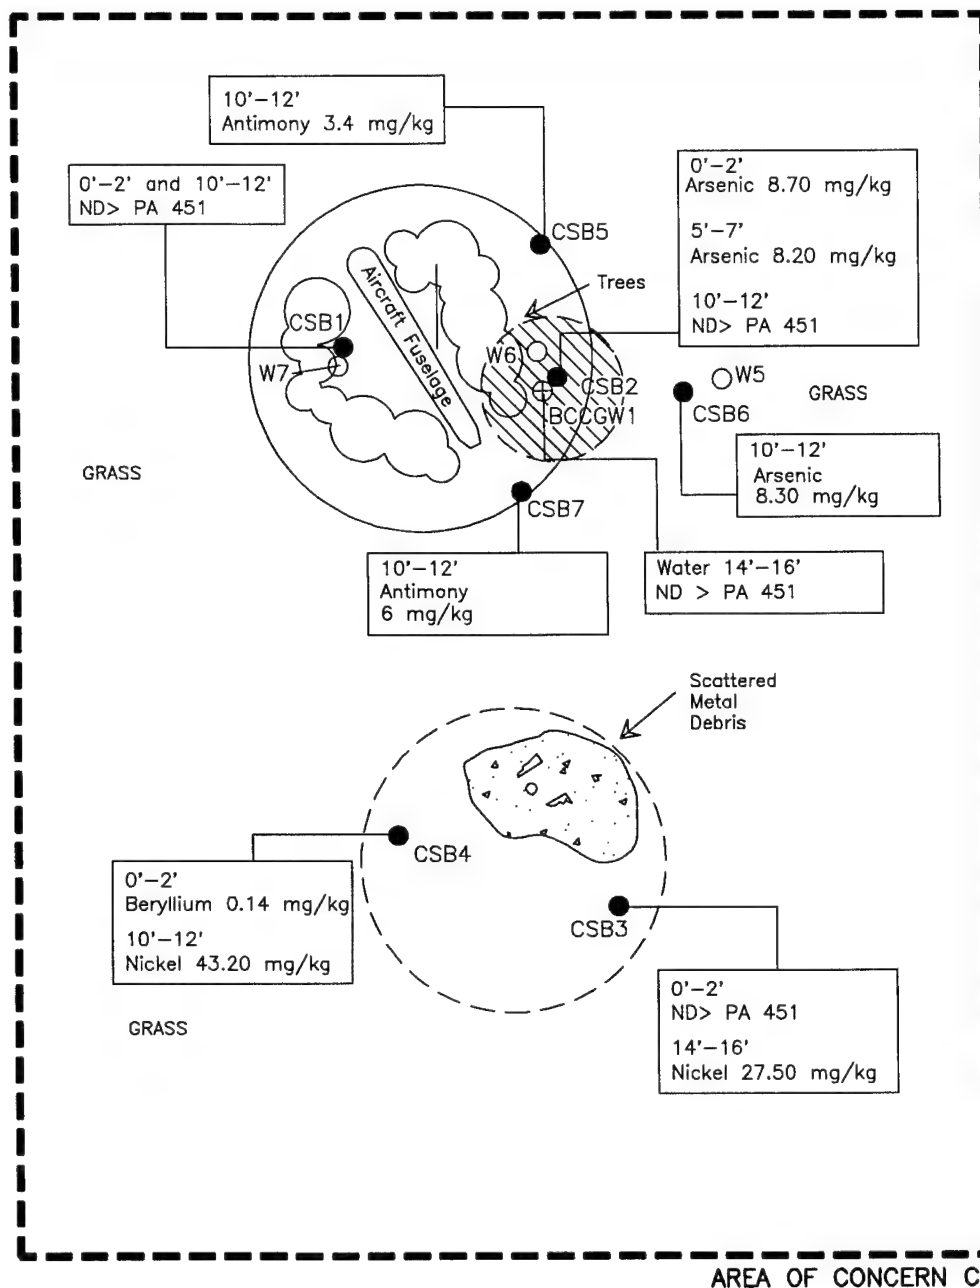 10'-12'
Antimony 3.4 mg/kg
0'-2' and 10'-12'
ND> PA 451
0'-2'
Arsenic 8.70 mg/kg
5'-7'
Arsenic 8.20 mg/kg
10'-12'
ND> PA 451
CSB5
Trees
Aircraft Fuselage
CSB1
W7
W6
CSB2
BCCGW1
W5
CSB6
GRASS
10'-12'
Arsenic
8.30 mg/kg
GRASS
CSB7
10'-12'
Antimony
6 mg/kg
Water 14'-16'
ND > PA 451
Scattered
Metal
Debris
CSB4
0'-2'
Beryllium 0.14 mg/kg
10'-12'
Nickel 43.20 mg/kg
CSB3
0'-2'
ND> PA 451
14'-16'
Nickel 27.50 mg/kg
GRASS
AREA OF CONCERN C